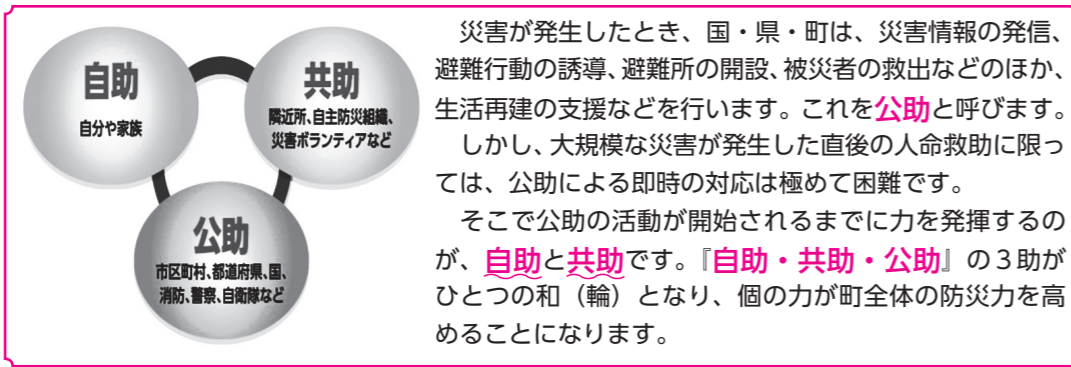 自助
自分や家族
共助
隣近所、自主防災組織、
災害ボランティアなど
公助
市区町村、都道府県、国、
消防、警察、自衛隊など
災害が発生したとき、国・県・町は、災害情報の発信、
避難行動の誘導、避難所の開設、被災者の救出などのほか、
生活再建の支援などを行います。これを公助と呼びます。
しかし、大規模な災害が発生した直後の人命救助に限っ
ては、公助による即時の対応は極めて困難です。
そこで公助の活動が開始されるまでに力を発揮するの
が、自助と共助です。『自助・共助・公助』の3助が
ひとつの和（輪）となり、個の力が町全体の防災力を高
めることになります。